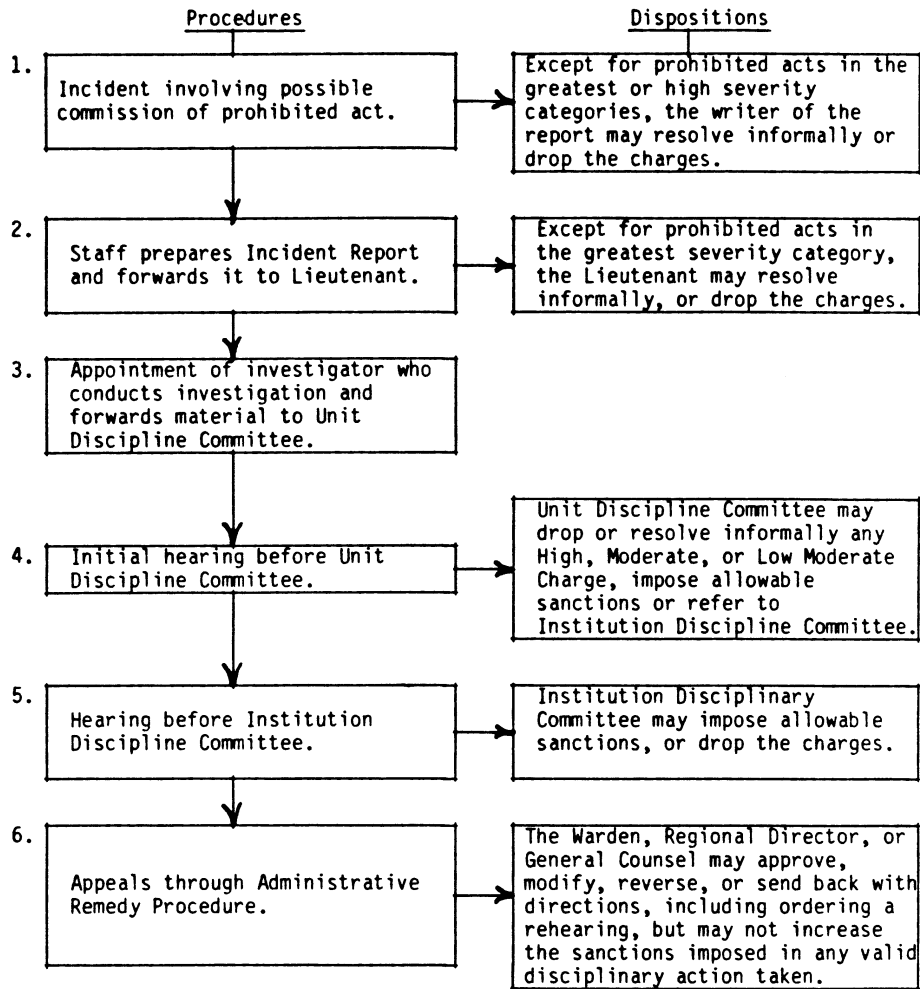 Procedures
Dispositions
1.
Incident involving possible
commission of prohibited act.
Except for prohibited acts in the
greatest or high severity
categories, the writer of the
report may resolve informally or
drop the charges.
2.
Staff prepares Incident Report
and forwards it to Lieutenant.
Except for prohibited acts in
the greatest severity category,
the Lieutenant may resolve
informally, or drop the charges.
3.
Appointment of investigator who
conducts investigation and
forwards material to Unit
Discipline Committee.
4.
Initial hearing before Unit
Discipline Committee.
Unit Discipline Committee may
drop or resolve informally any
High, Moderate, or Low Moderate
Charge, impose allowable
sanctions or refer to
Institution Discipline Committee.
5.
Hearing before Institution
Discipline Committee.
Institution Disciplinary
Committee may impose allowable
sanctions, or drop the charges.
6.
Appeals through Administrative
Remedy Procedure.
The Warden, Regional Director, or
General Counsel may approve,
modify, reverse, or send back with
directions, including ordering a
rehearing, but may not increase
the sanctions imposed in any valid
disciplinary action taken.